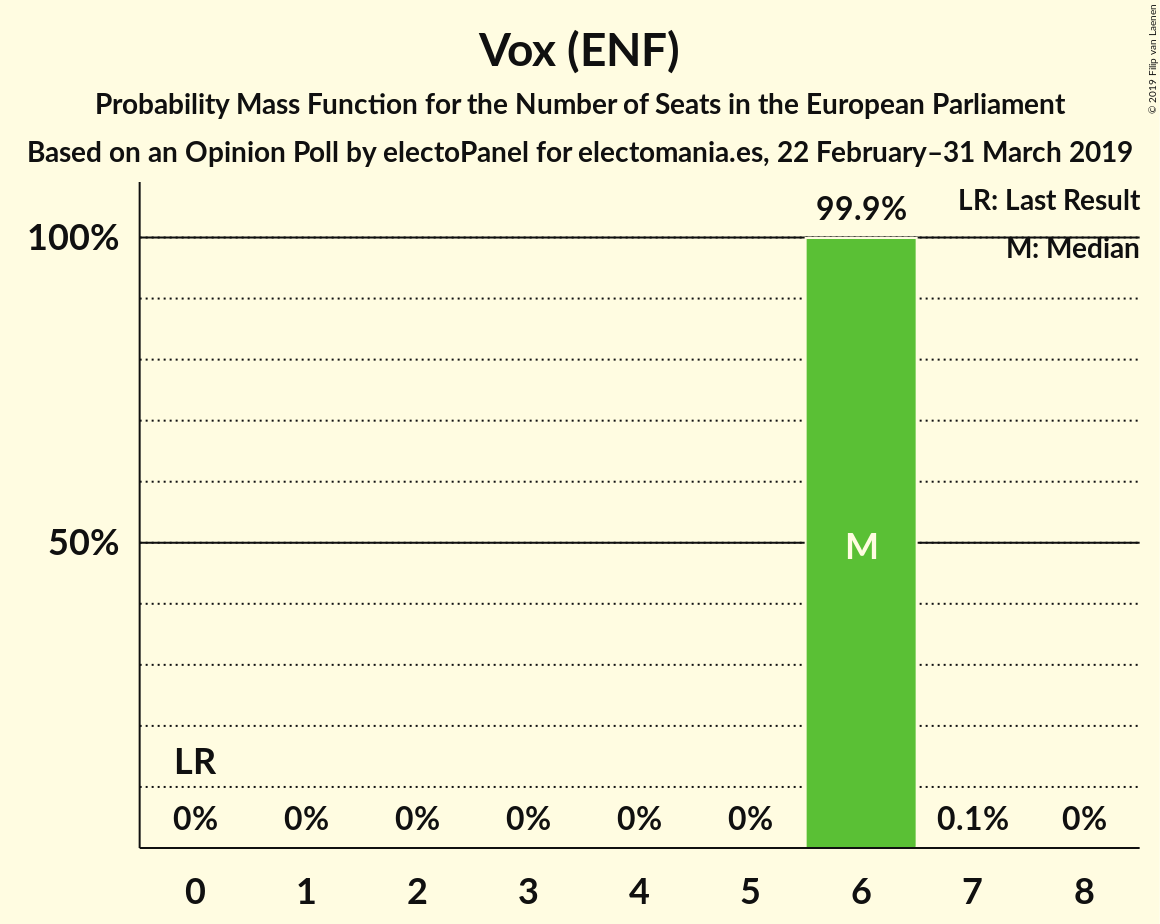 Vox (ENF)
Probability Mass Function for the Number of Seats in the European Parliament
Based on an Opinion Poll by electoPanel for electomania.es, 22 February–31 March 2019
© 2019 Filip van Laenen
LR: Last Result
M: Median
99.9%
100%
50%
M
LR
0% 0% 0% 0% 0% 0% 0.1% 0%
0 1 2 3 4 5 6 7 8